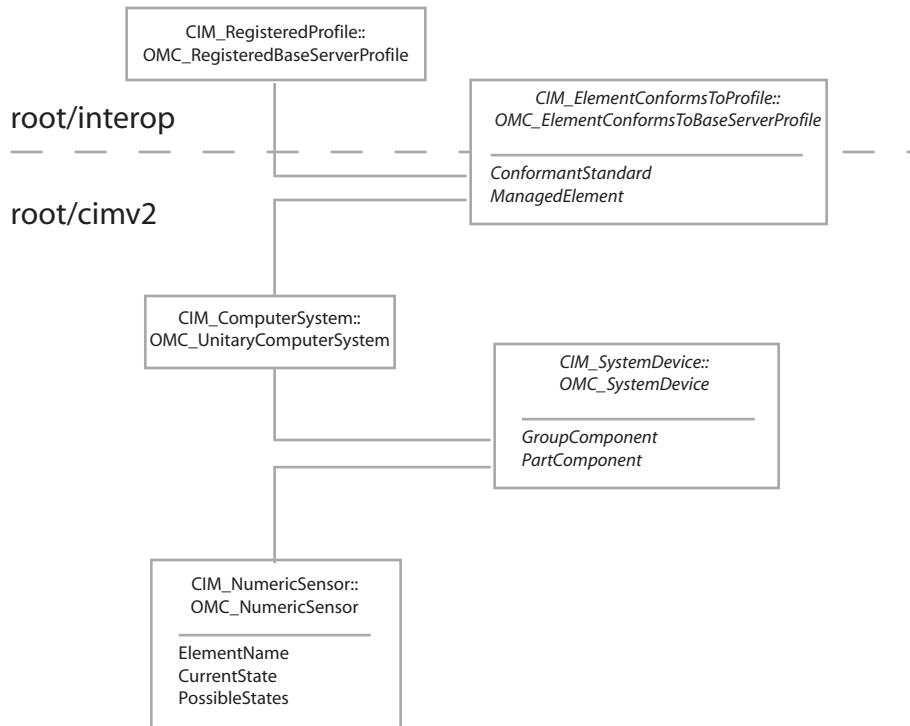 CIM_RegisteredProfile::
OMC_RegisteredBaseServerProfile
CIM_ElementConformsToProfile::
OMC_ElementConformsToBaseServerProfile
root/interop
ConformantStandard
ManagedElement
root/cimv2
CIM_ComputerSystem::
OMC_UnitaryComputerSystem
CIM_SystemDevice::
OMC_SystemDevice
GroupComponent
PartComponent
CIM_NumericSensor::
OMC_NumericSensor
ElementName
CurrentState
PossibleStates